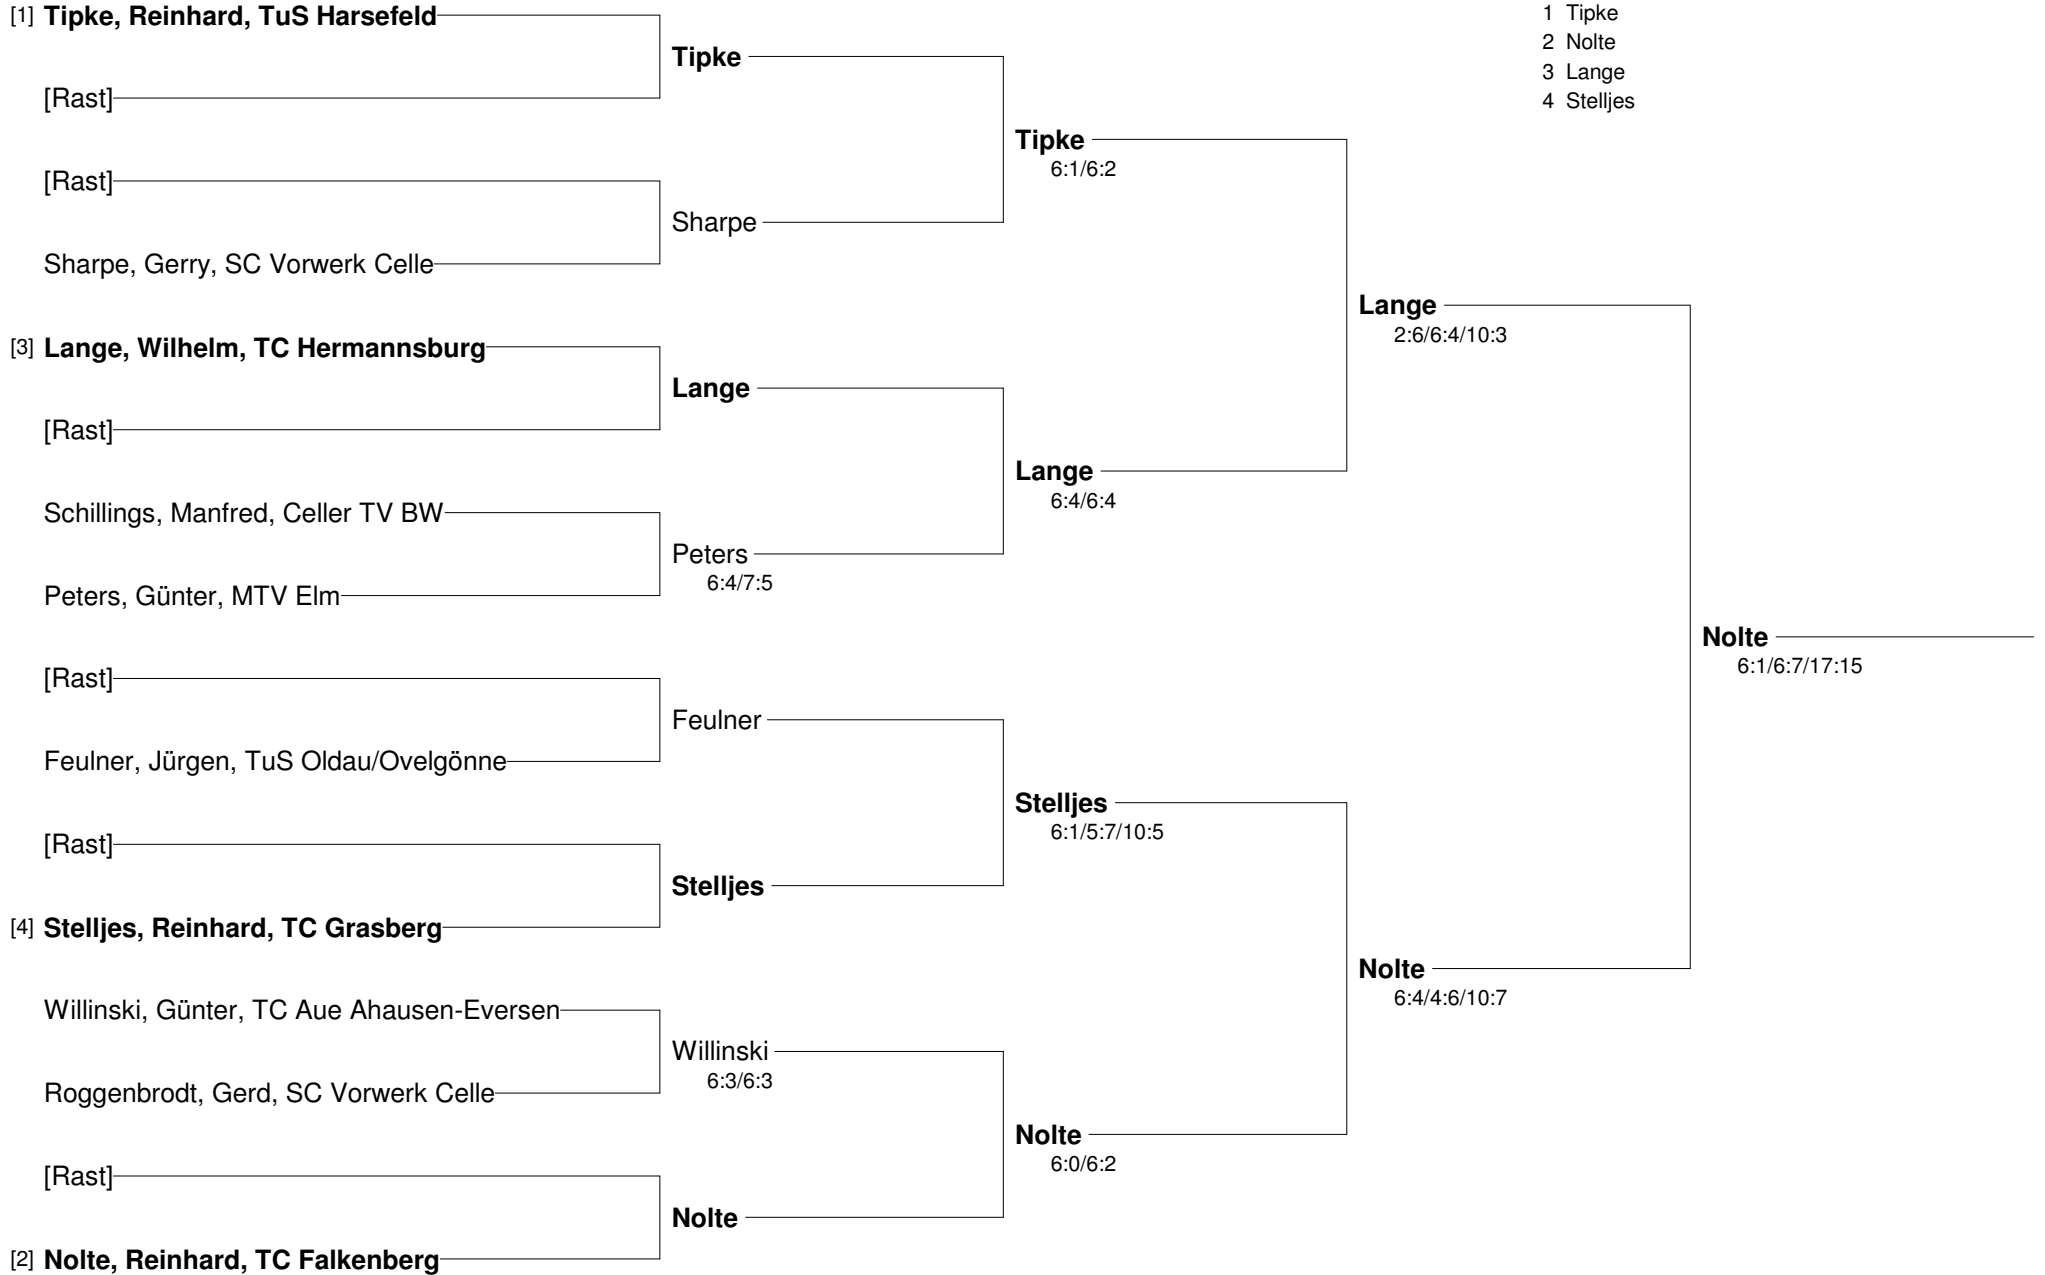 [1] Tipke, Reinhard, TuS Harsefeld
[Rast]
[Rast]
Sharpe, Gerry, SC Vorwerk Celle
[3] Lange, Wilhelm, TC Hermannsburg
[Rast]
Schillings, Manfred, Celler TV BW
Peters, Günter, MTV Elm
[Rast]
Feulner, Jürgen, TuS Oldau/Ovelgönne
[Rast]
[4] Stelljes, Reinhard, TC Grasberg
Willinski, Günter, TC Aue Ahausen-Eversen
Roggenbrodt, Gerd, SC Vorwerk Celle
[Rast]
[2] Nolte, Reinhard, TC Falkenberg
Tipke
Sharpe
Lange
Peters
6:4/7:5
Feulner
Stelljes
Willinski
6:3/6:3
Nolte
Tipke
6:1/6:2
Lange
6:4/6:4
Stelljes
6:1/5:7/10:5
Nolte
6:0/6:2
Lange
2:6/6:4/10:3
Nolte
6:4/4:6/10:7
Nolte
6:1/6:7/17:15
1 Tipke
2 Nolte
3 Lange
4 Stelljes